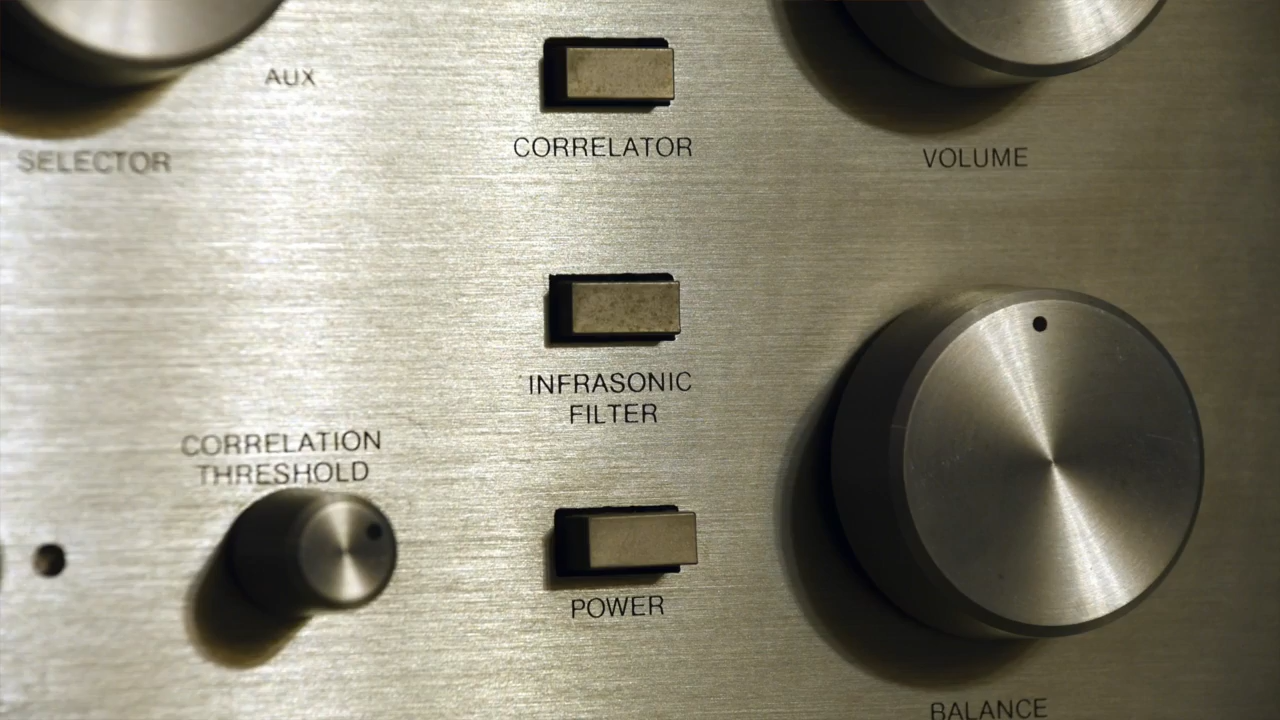 AUX
SELECTOR
CORRELATOR
VOLUME
INFRASONIC
FILTER
CORRELATION
THRESHOLD
POWER
BALANCE